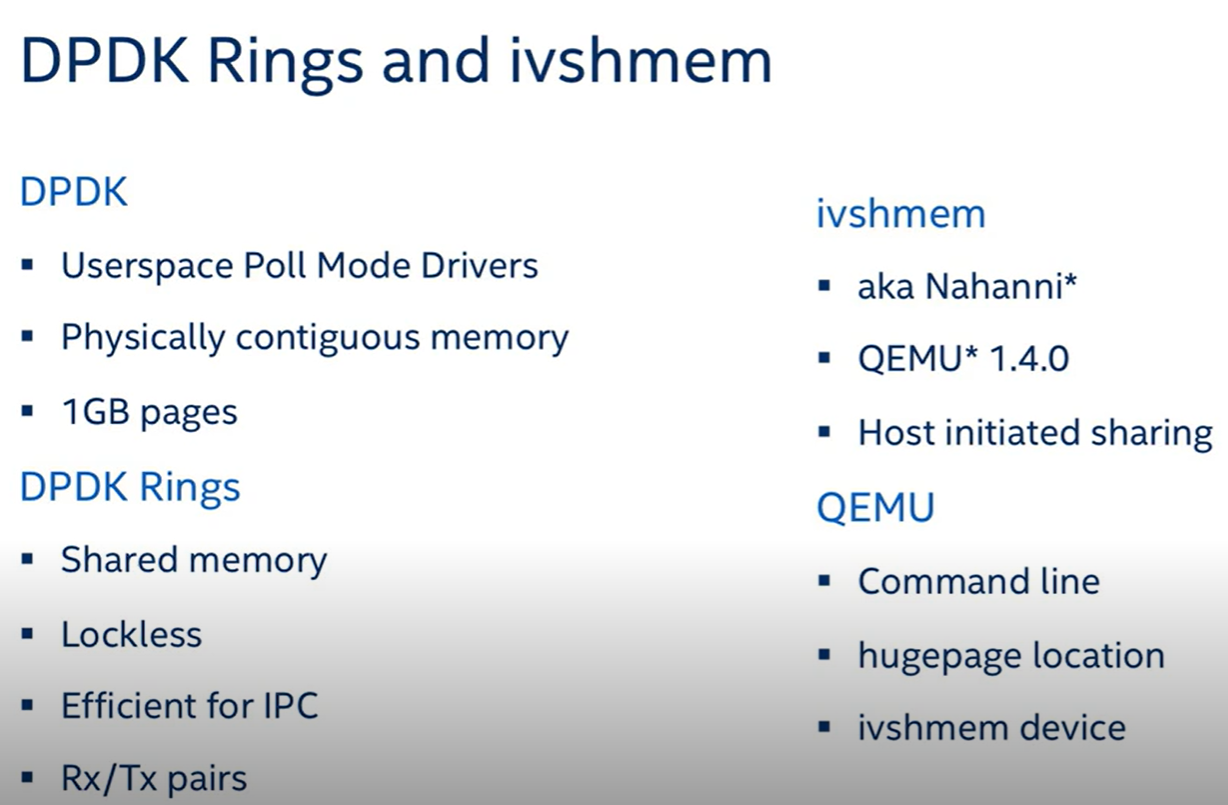 DPDK Rings and ivshmem
DPDK
▪ Userspace Poll Mode Drivers
▪ Physically contiguous memory
▪ 1GB pages
DPDK Rings
▪ Shared memory
▪ Lockless
▪ Efficient for IPC
▪ Rx/Tx pairs
ivshmem
▪ aka Nahanni*
▪ QEMU* 1.4.0
▪ Host initiated sharing
QEMU
▪ Command line
▪ hugepage location
▪ ivshmem device